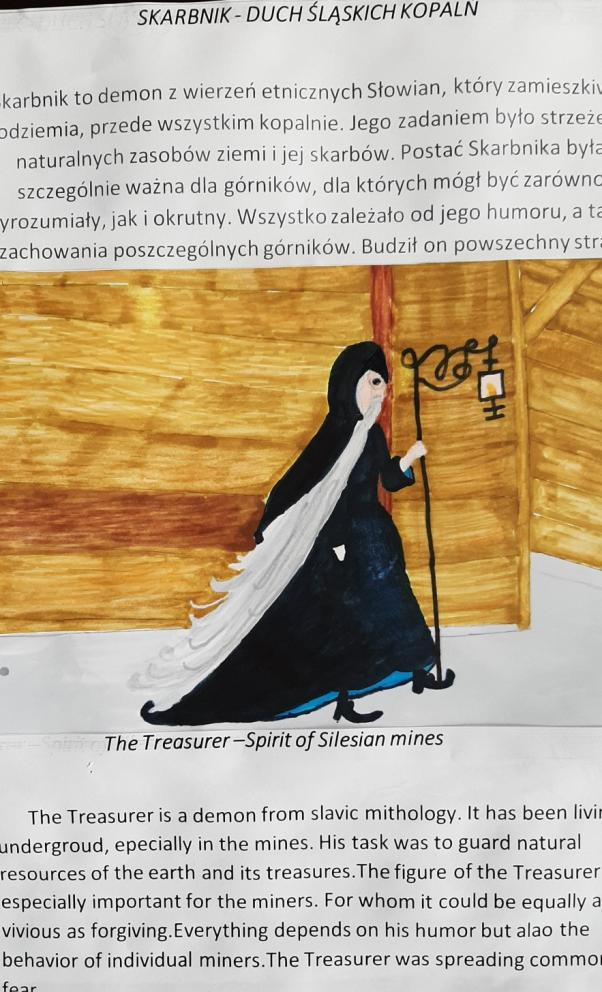 SKARBNIK - DUCH ŚLĄSKICH KOPALŃ
karbnik to demon z wierzeń etnicznych Słowian, który zamieszkiw
odziemia, przede wszystkim kopalnie. Jego zadaniem było strzeże
naturalnych zasobów ziemi i jej skarbów. Postać Skarbnika była
szczególnie ważna dla górników, dla których mógł być zarówno
yrozumiały, jak i okrutny. Wszystko zależało od jego humoru, a ta
zachowania poszczególnych górników. Budził on powszechny stra
The Treasurer –Spirit of Silesian mines
The Treasurer is a demon from slavic mithology. It has been livin
undergroud, epecially in the mines. His task was to guard natural
resources of the earth and its treasures.The figure of the Treasurer
especially important for the miners. For whom it could be equally a
vivious as forgiving.Everything depends on his humor but alao the
behavior of individual miners.The Treasurer was spreading common
fear